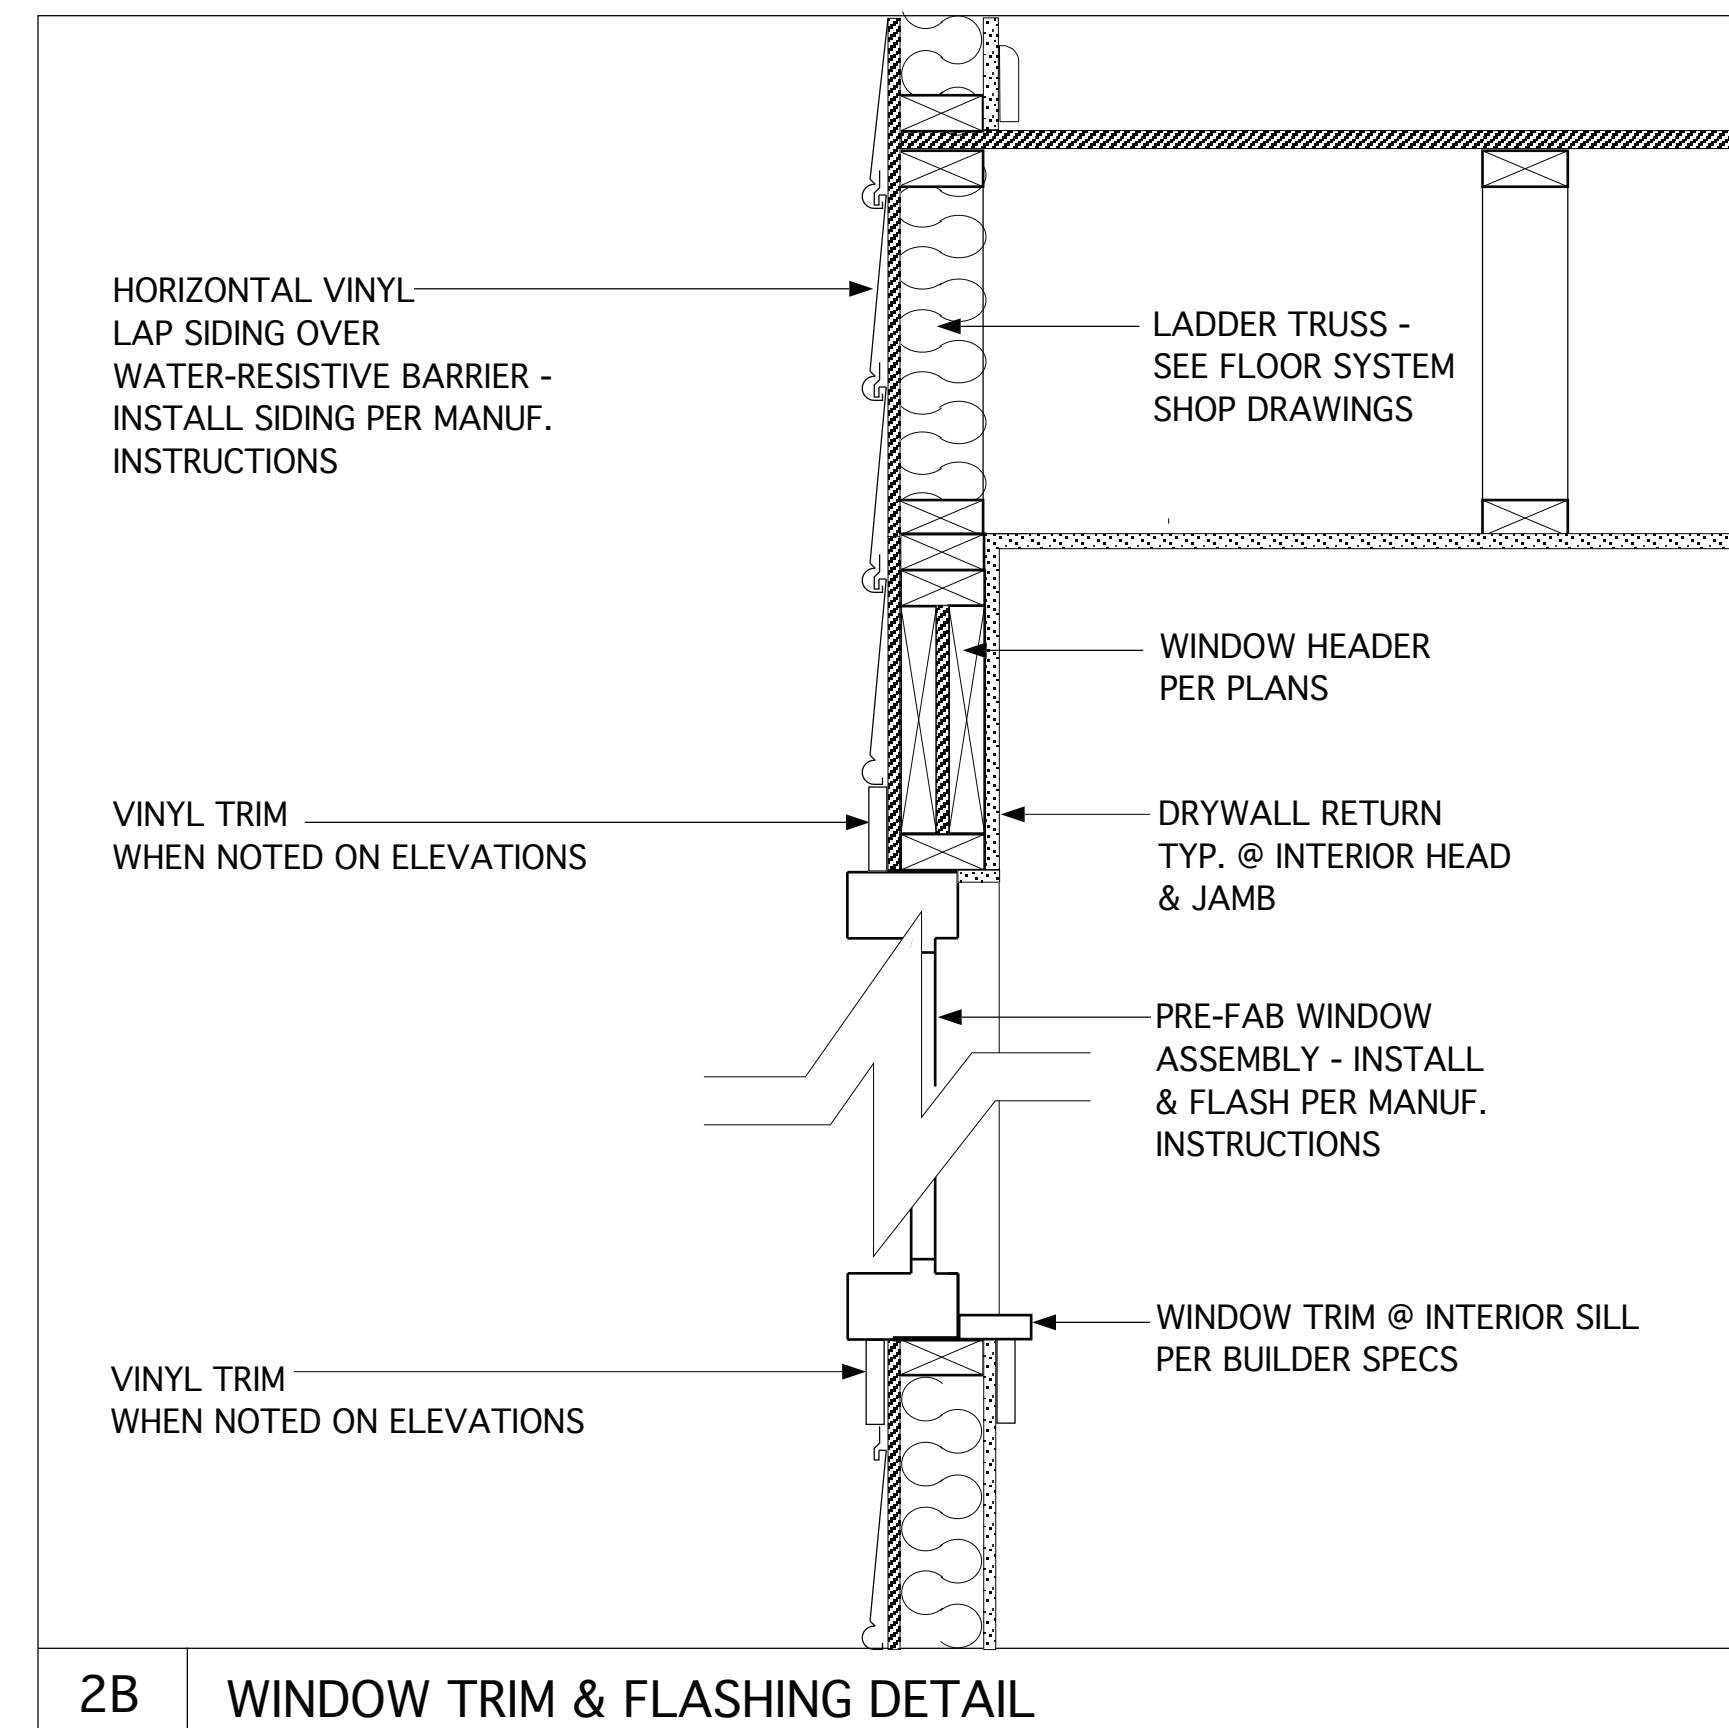 HORIZONTAL VINYL
LAP SIDING OVER
WATER-RESISTIVE BARRIER -
INSTALL SIDING PER MANUF.
INSTRUCTIONS
LADDER TRUSS -
SEE FLOOR SYSTEM
SHOP DRAWINGS
WINDOW HEADER
PER PLANS
VINYL TRIM
WHEN NOTED ON ELEVATIONS
DRYWALL RETURN
TYP. @ INTERIOR HEAD
& JAMB
PRE-FAB WINDOW
ASSEMBLY - INSTALL
& FLASH PER MANUF.
INSTRUCTIONS
WINDOW TRIM @ INTERIOR SILL
PER BUILDER SPECS
VINYL TRIM
WHEN NOTED ON ELEVATIONS
2B
WINDOW TRIM & FLASHING DETAIL